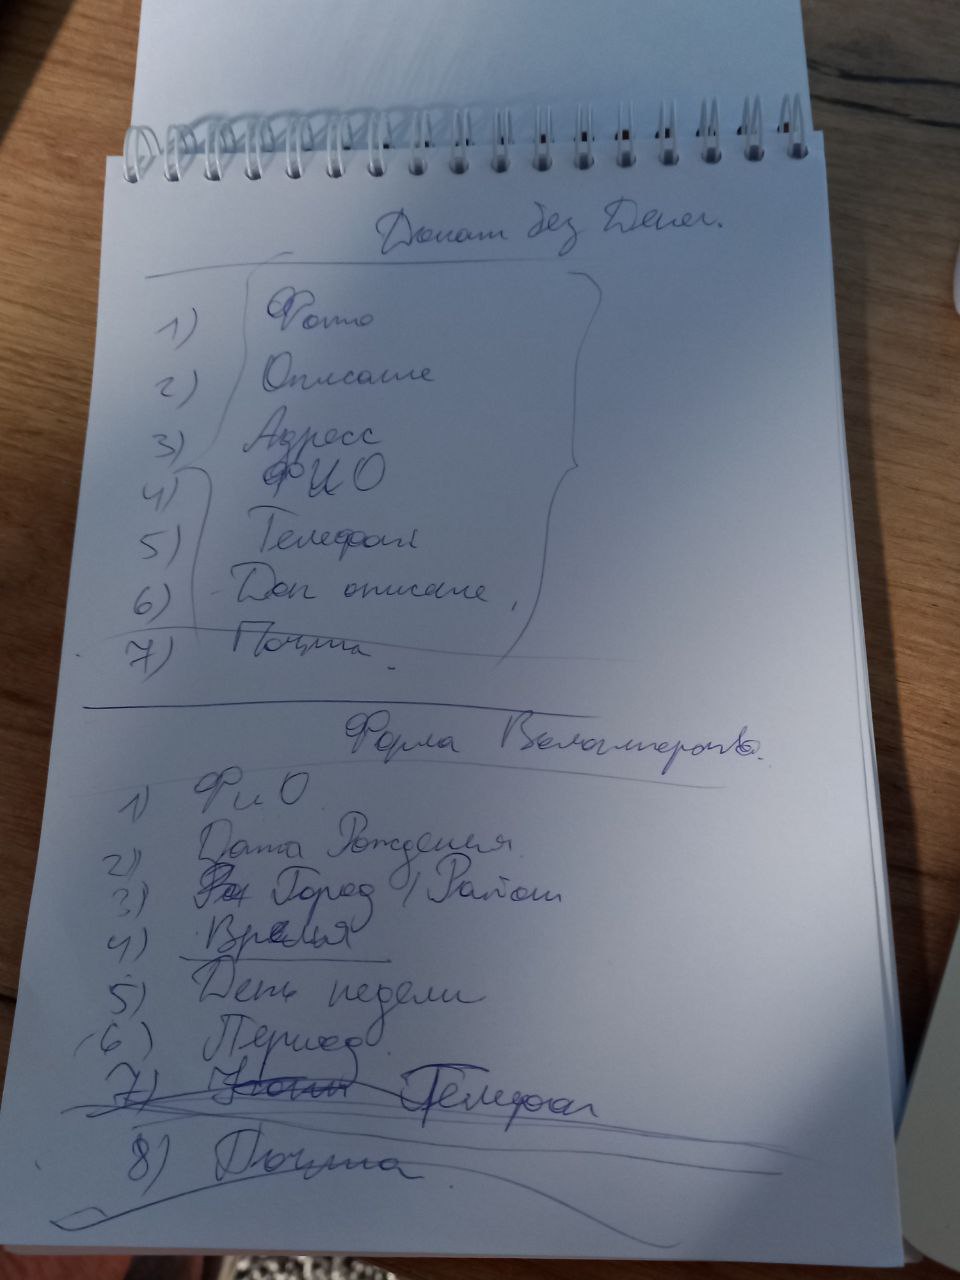 Донат без Денег.
1) Фото
2) Описание
3) Адресс
4) ФИО
5) Телефон
6) Доп описание,
7) Почта.
Форма Волонтеров.
1) ФиО
2) Дата Рождения
3) Город / Район
4) Время
5) День недели
6) Период
7) Телефон
8) Почта.